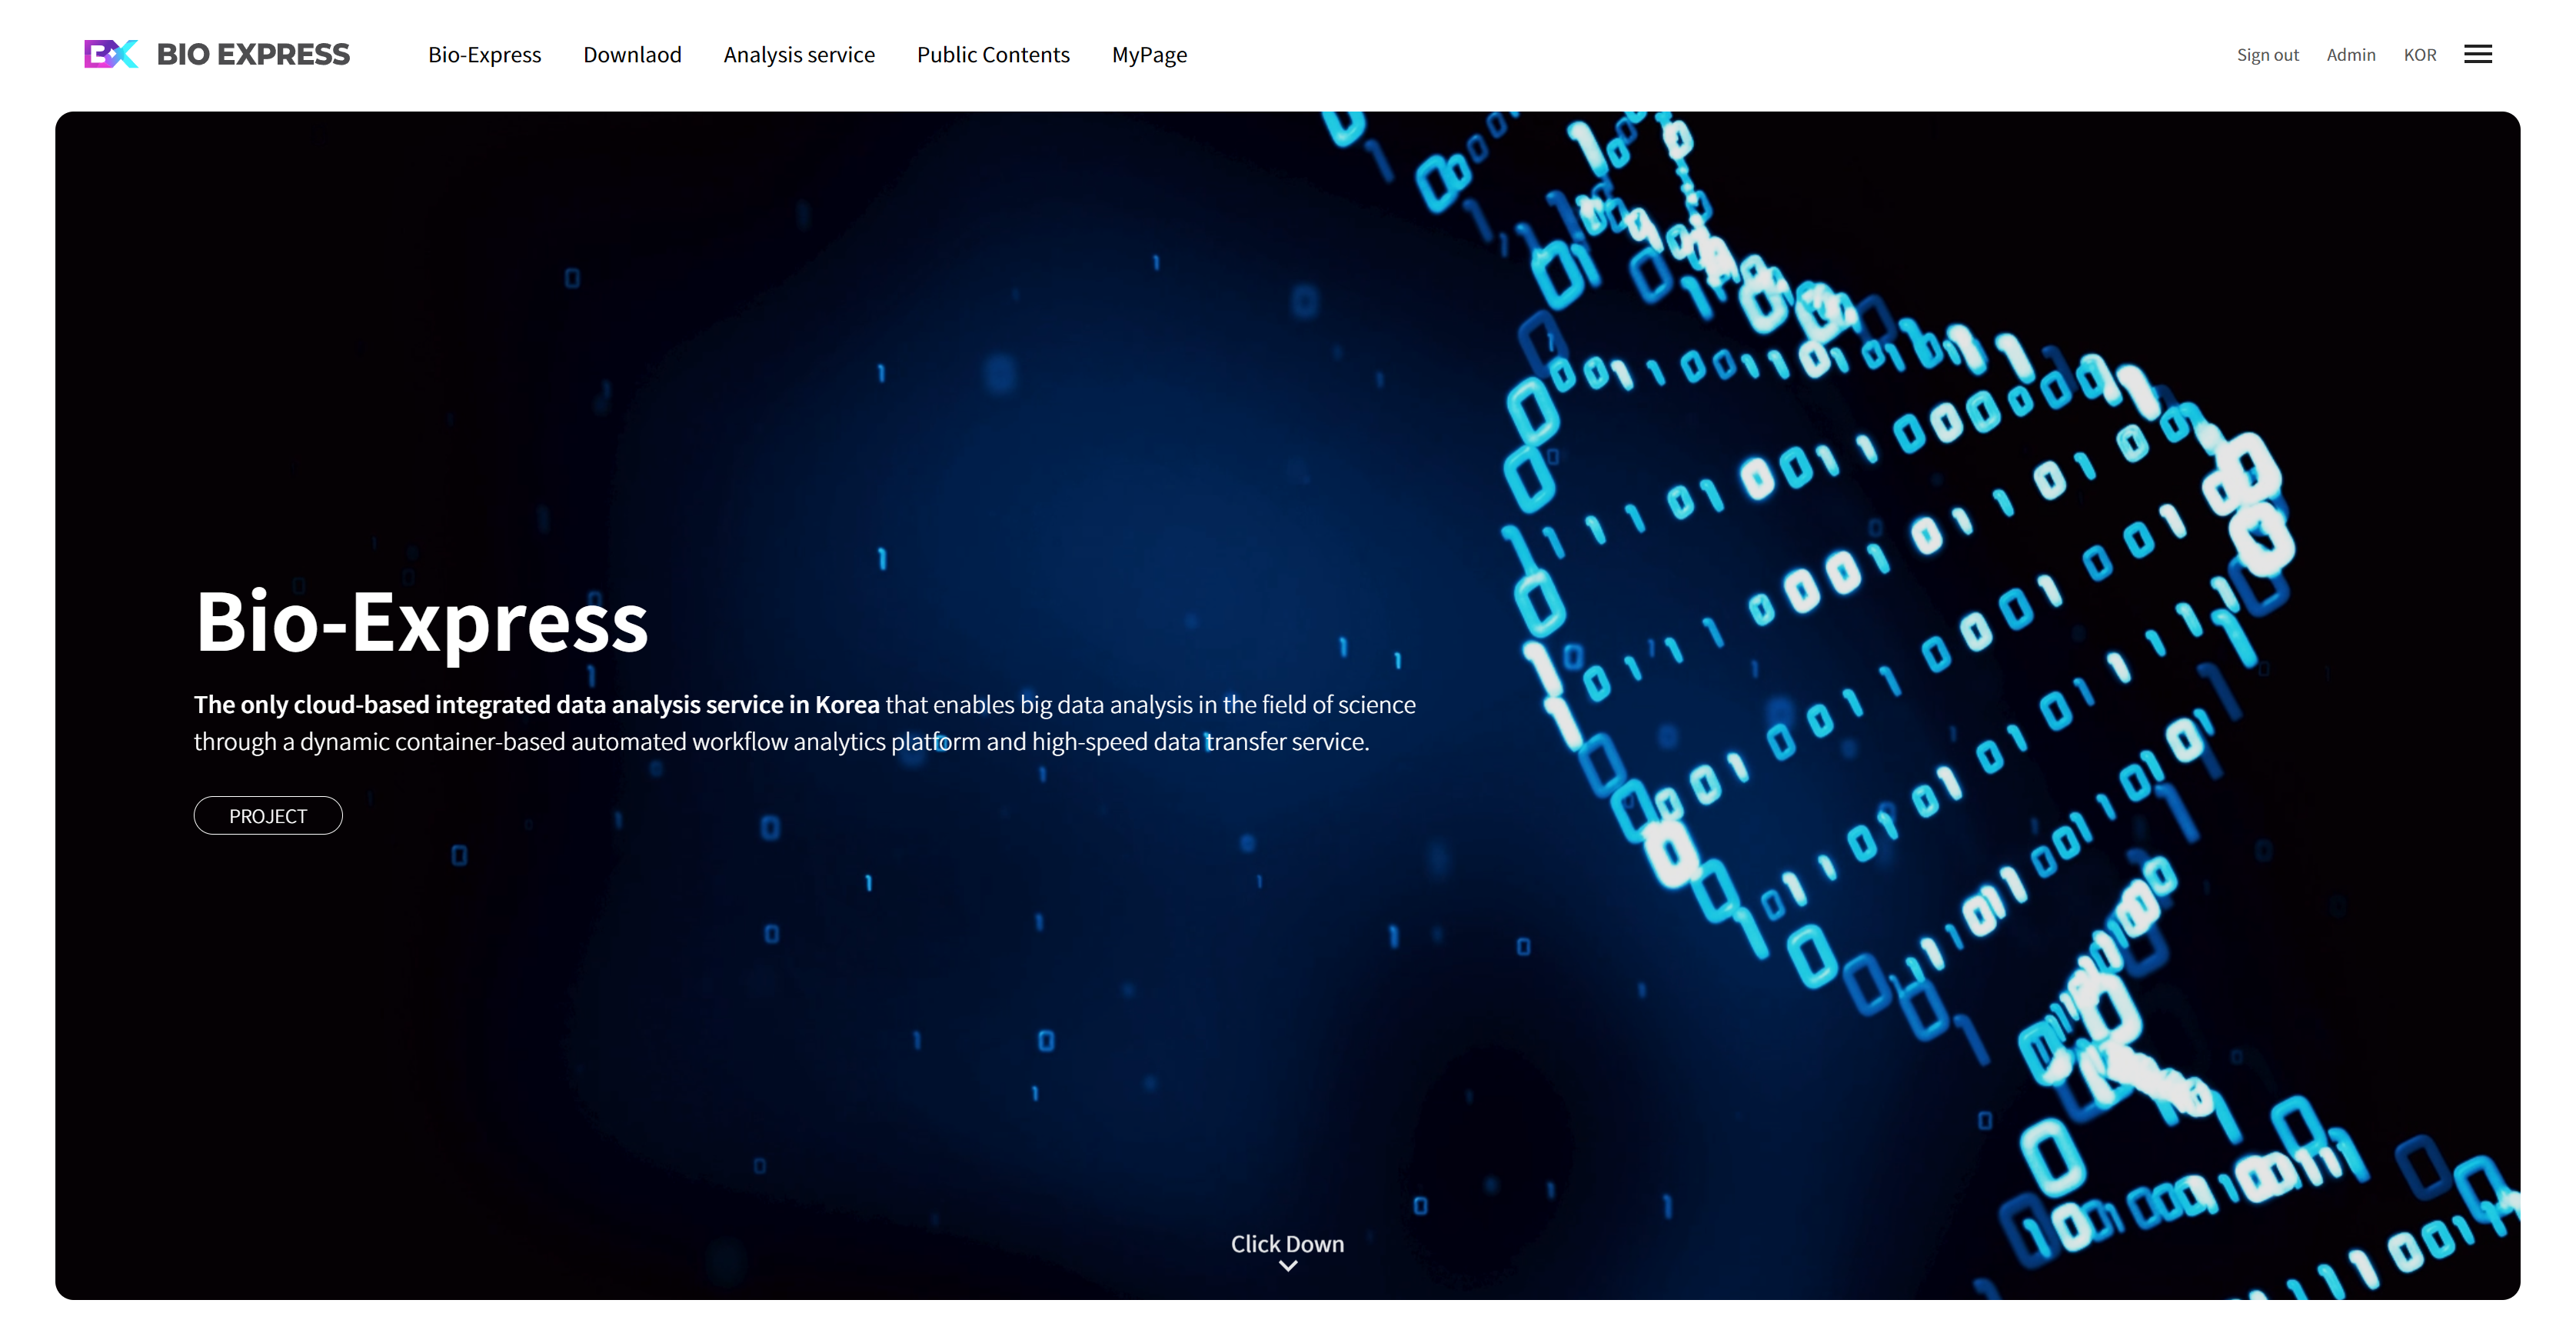 BX BIO EXPRESS Bio-Express Downlaod Analysis service Public Contents MyPage Sign out Admin KOR
Bio-Express
The only cloud-based integrated data analysis service in Korea that enables big data analysis in the field of science
through a dynamic container-based automated workflow analytics platform and high-speed data transfer service.
PROJECT
Click Down